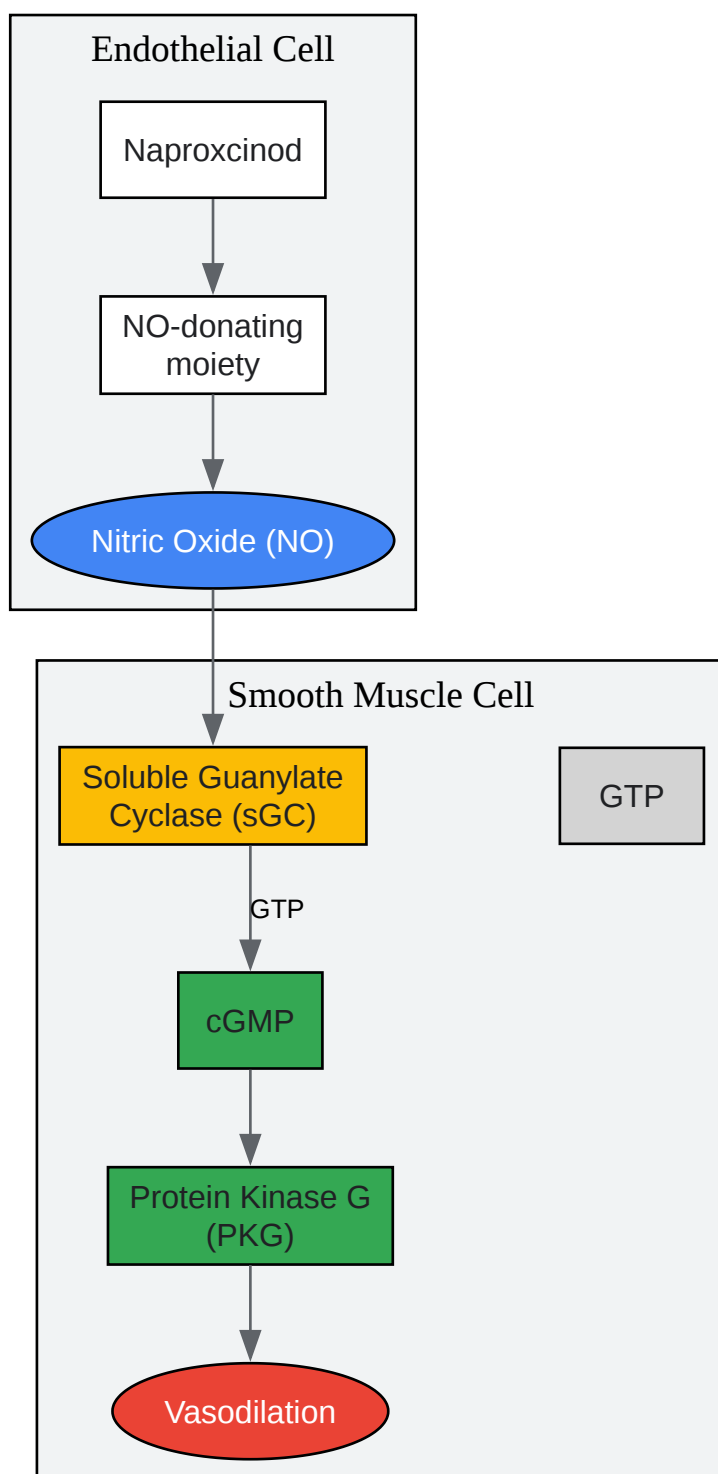 Endothelial Cell
Naproxcinod
NO-donating
moiety
Nitric Oxide (NO)
Smooth Muscle Cell
Soluble Guanylate
Cyclase (sGC)
GTP
GTP
cGMP
Protein Kinase G
(PKG)
Vasodilation